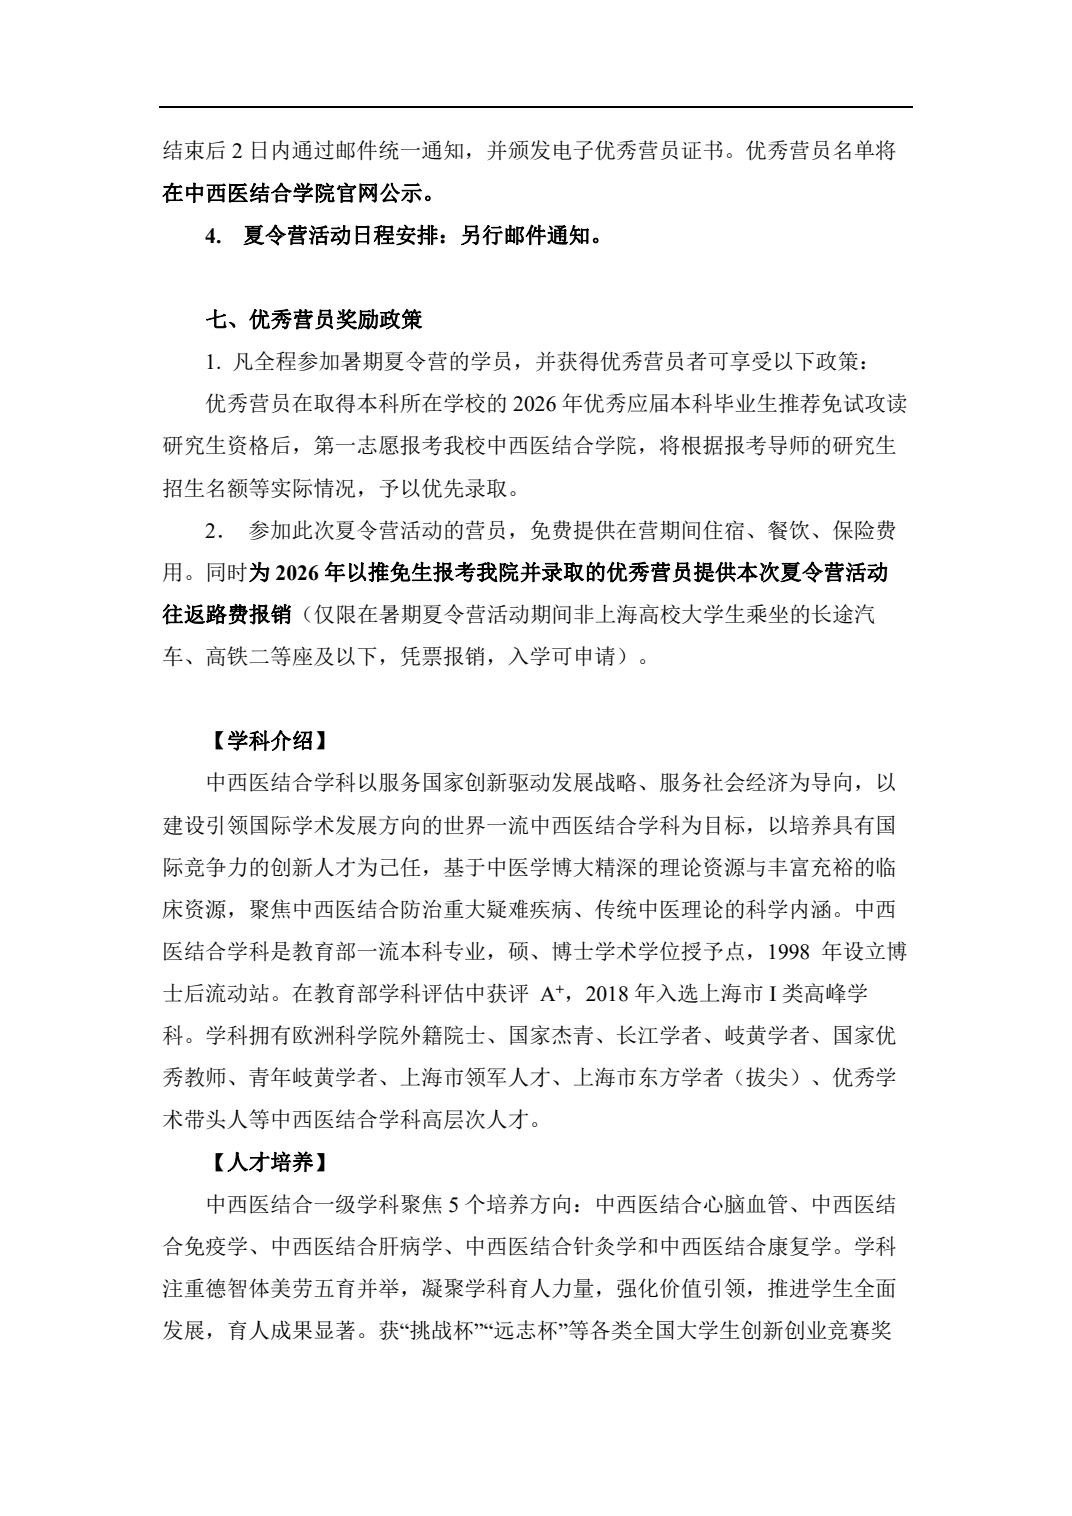 结束后 2 日内通过邮件统一通知，并颁发电子优秀营员证书。优秀营员名单将
在中西医结合学院官网公示。
4. 夏令营活动日程安排：另行邮件通知。
七、优秀营员奖励政策
1. 凡全程参加暑期夏令营的学员，并获得优秀营员者可享受以下政策：
优秀营员在取得本科所在学校的 2026 年优秀应届本科毕业生推荐免试攻读
研究生资格后，第一志愿报考我校中西医结合学院，将根据报考导师的研究生
招生名额等实际情况，予以优先录取。
2． 参加此次夏令营活动的营员，免费提供在营期间住宿、餐饮、保险费
用。同时为 2026 年以推免生报考我院并录取的优秀营员提供本次夏令营活动
往返路费报销（仅限在暑期夏令营活动期间非上海高校大学生乘坐的长途汽
车、高铁二等座及以下，凭票报销，入学可申请）。
【学科介绍】
中西医结合学科以服务国家创新驱动发展战略、服务社会经济为导向，以
建设引领国际学术发展方向的世界一流中西医结合学科为目标，以培养具有国
际竞争力的创新人才为己任，基于中医学博大精深的理论资源与丰富充裕的临
床资源，聚焦中西医结合防治重大疑难疾病、传统中医理论的科学内涵。中西
医结合学科是教育部一流本科专业，硕、博士学术学位授予点，1998 年设立博
士后流动站。在教育部学科评估中获评 A⁺，2018 年入选上海市 I 类高峰学
科。学科拥有欧洲科学院外籍院士、国家杰青、长江学者、岐黄学者、国家优
秀教师、青年岐黄学者、上海市领军人才、上海市东方学者（拔尖）、优秀学
术带头人等中西医结合学科高层次人才。
【人才培养】
中西医结合一级学科聚焦 5 个培养方向：中西医结合心脑血管、中西医结
合免疫学、中西医结合肝病学、中西医结合针灸学和中西医结合康复学。学科
注重德智体美劳五育并举，凝聚学科育人力量，强化价值引领，推进学生全面
发展，育人成果显著。获“挑战杯”“远志杯”等各类全国大学生创新创业竞赛奖